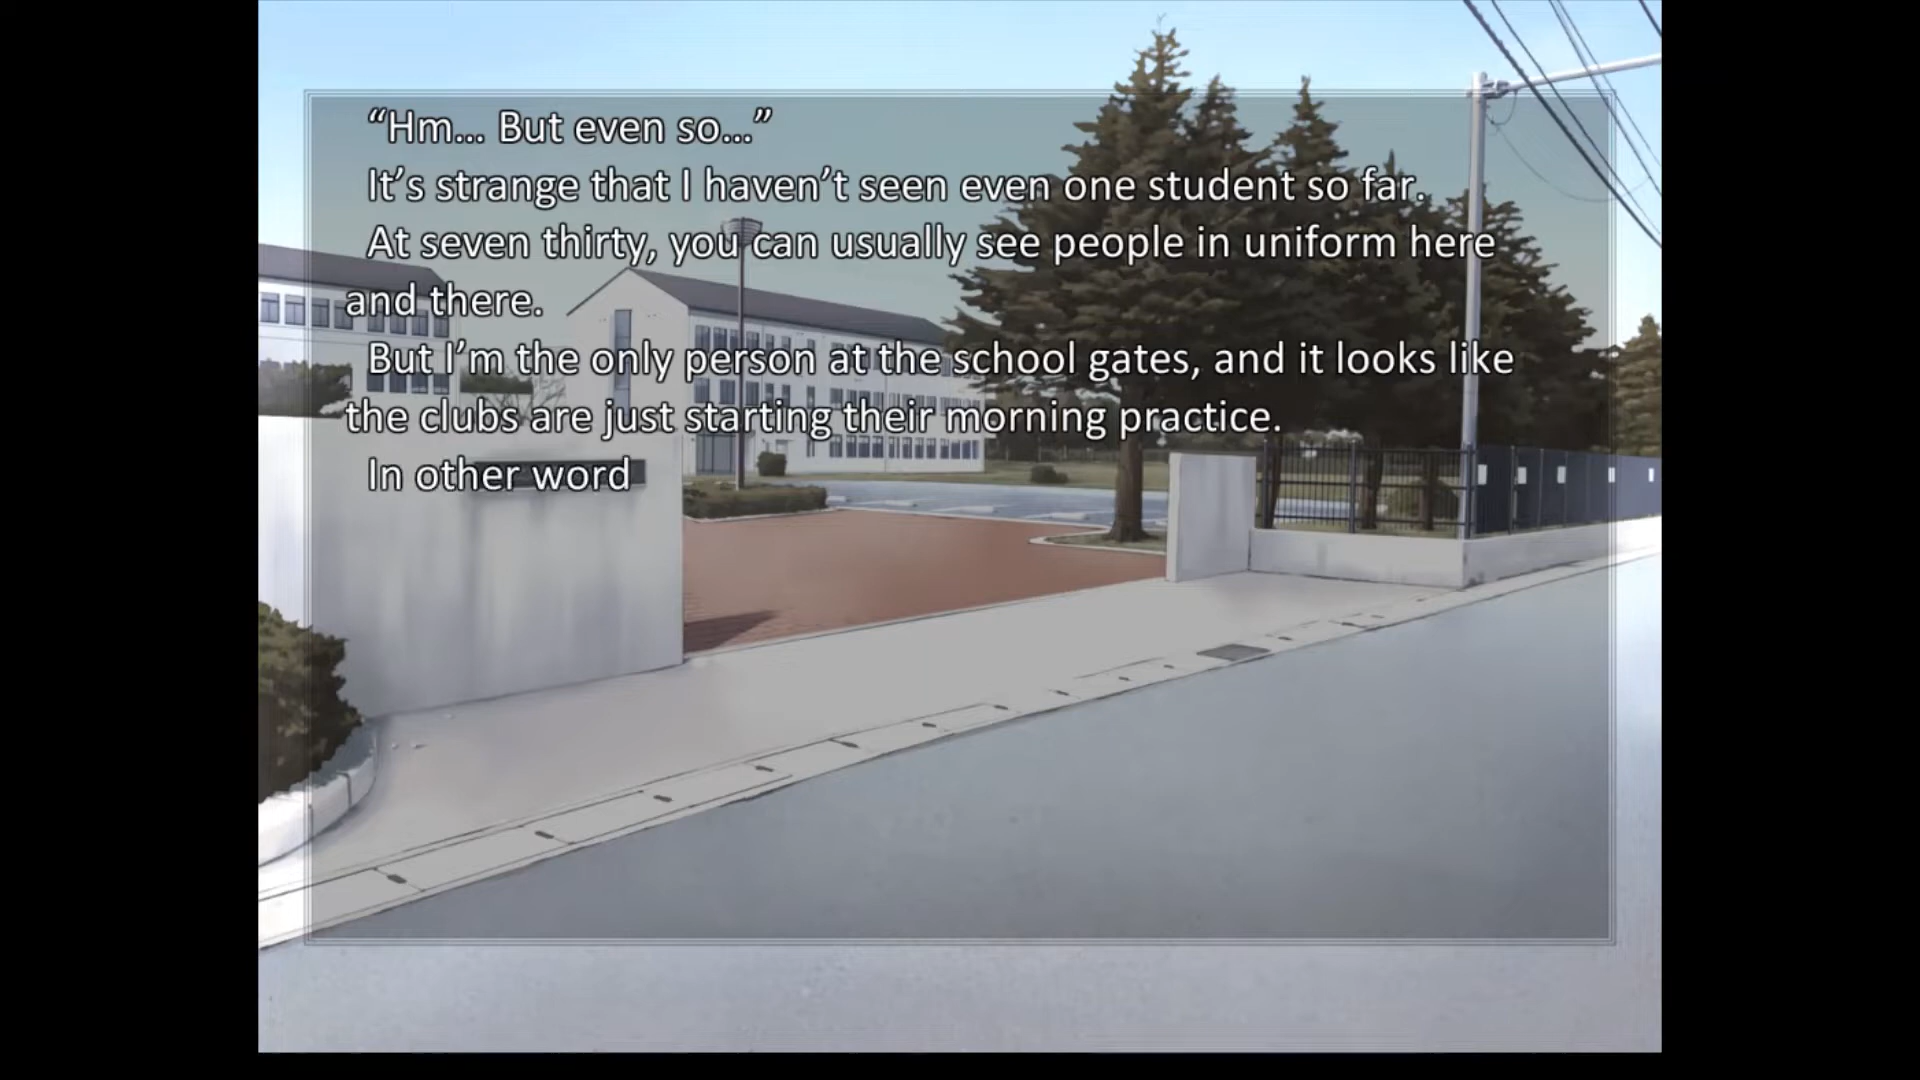 “Hm... But even so...”
It’s strange that I haven’t seen even one student so far.
At seven thirty, you can usually see people in uniform here
and there.
But I’m the only person at the school gates, and it looks like
the clubs are just starting their morning practice.
In other word